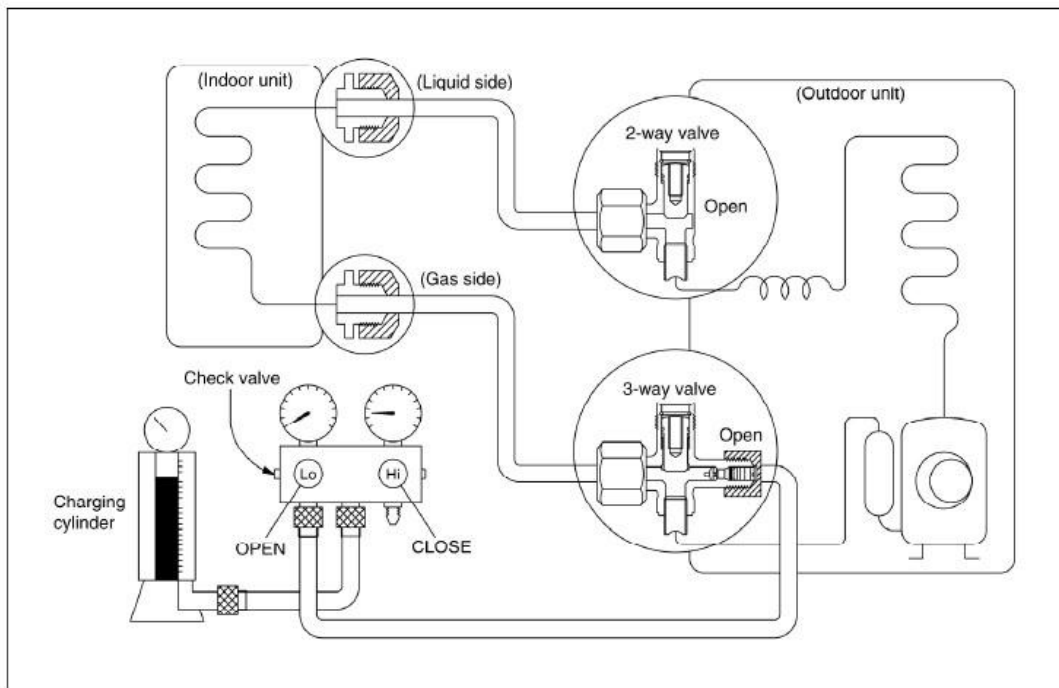 (Indoor unit)
(Liquid side)
(Outdoor unit)
2-way valve
Open
(Gas side)
Check valve
3-way valve
Open
Lo
Hi
Charging
cylinder
OPEN
CLOSE